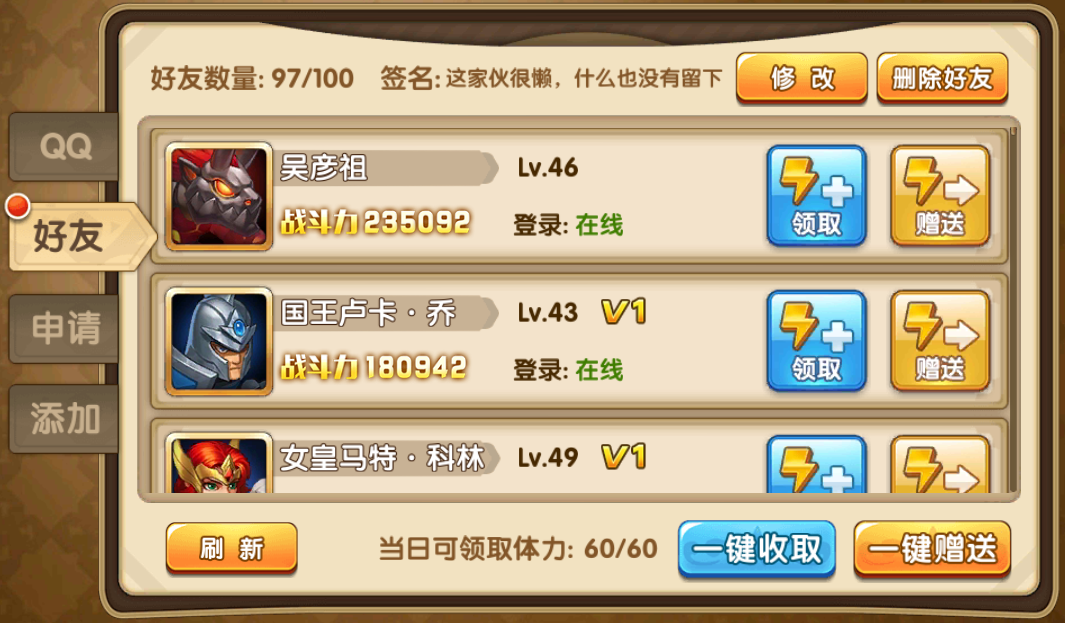 好友数量: 97/100 签名: 这家伙很懒，什么也没有留下 修 改 删除好友
QQ
好友
申请
添加
吴彦祖 Lv.46
战斗力 235092 登录: 在线 领取 赠送
国王卢卡·乔 Lv.43 V1
战斗力 180942 登录: 在线 领取 赠送
女皇马特·科林 Lv.49 V1
刷 新 当日可领取体力: 60/60 一键收取 一键赠送